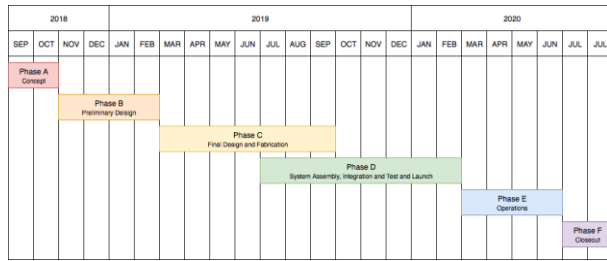 2018 2019 2020
SEP OCT NOV DEC JAN FEB MAR APR MAY JUN JUL AUG SEP OCT NOV DEC JAN FEB MAR APR MAY JUN JUL JUL
Phase A
Concept
Phase B
Preliminary Deisign
Phase C
Final Design and Fabrication
Phase D
System Assembly, Integration and Test and Launch
Phase E
Operations
Phase F
Closeout